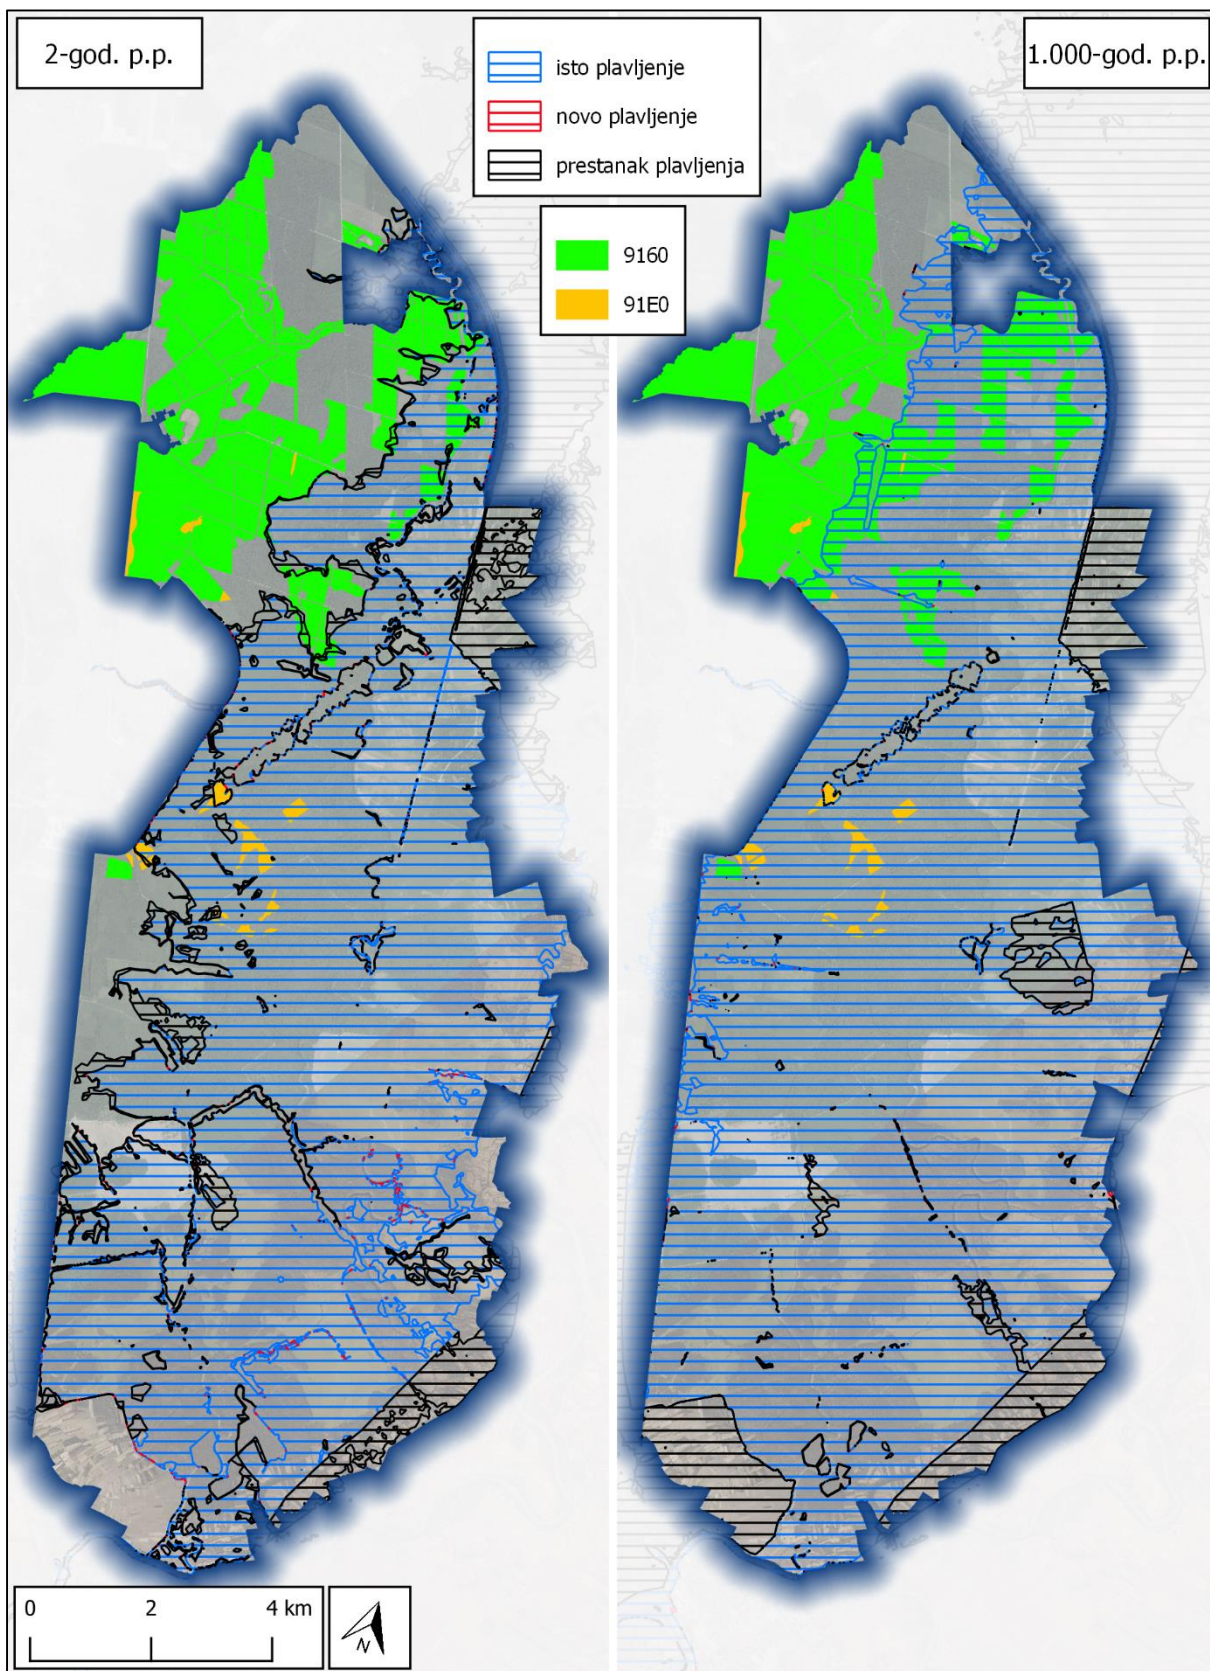 2-god. p.p.
1.000-god. p.p.
isto plavljenje
novo plavljenje
prestanak plavljenja
9160
91E0
0 2 4 km
N